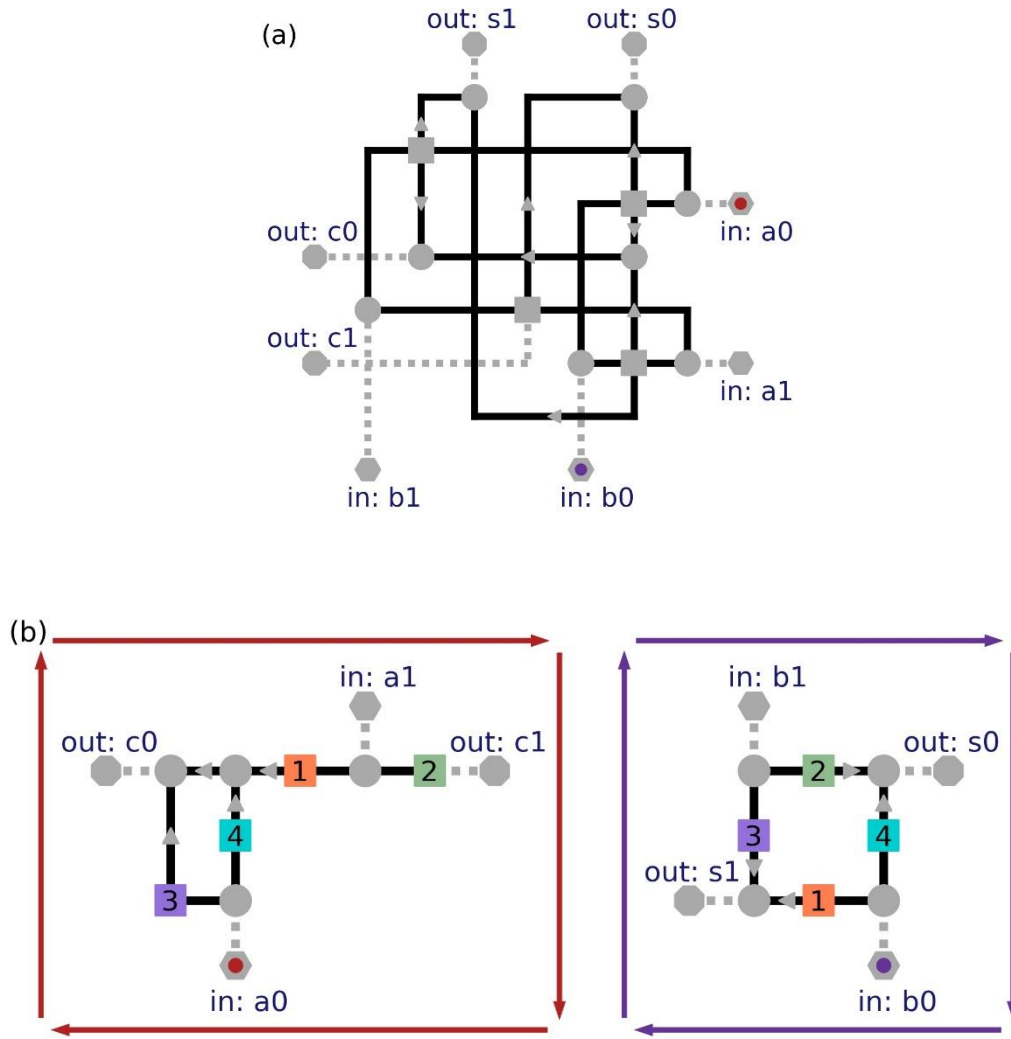 (a)
out: s1
out: s0
in: a0
out: c0
out: c1
in: a1
in: b1
in: b0
(b)
in: a1
in: b1
out: c0
out: c1
out: s0
1
2
2
4
3
4
3
out: s1
1
in: a0
in: b0